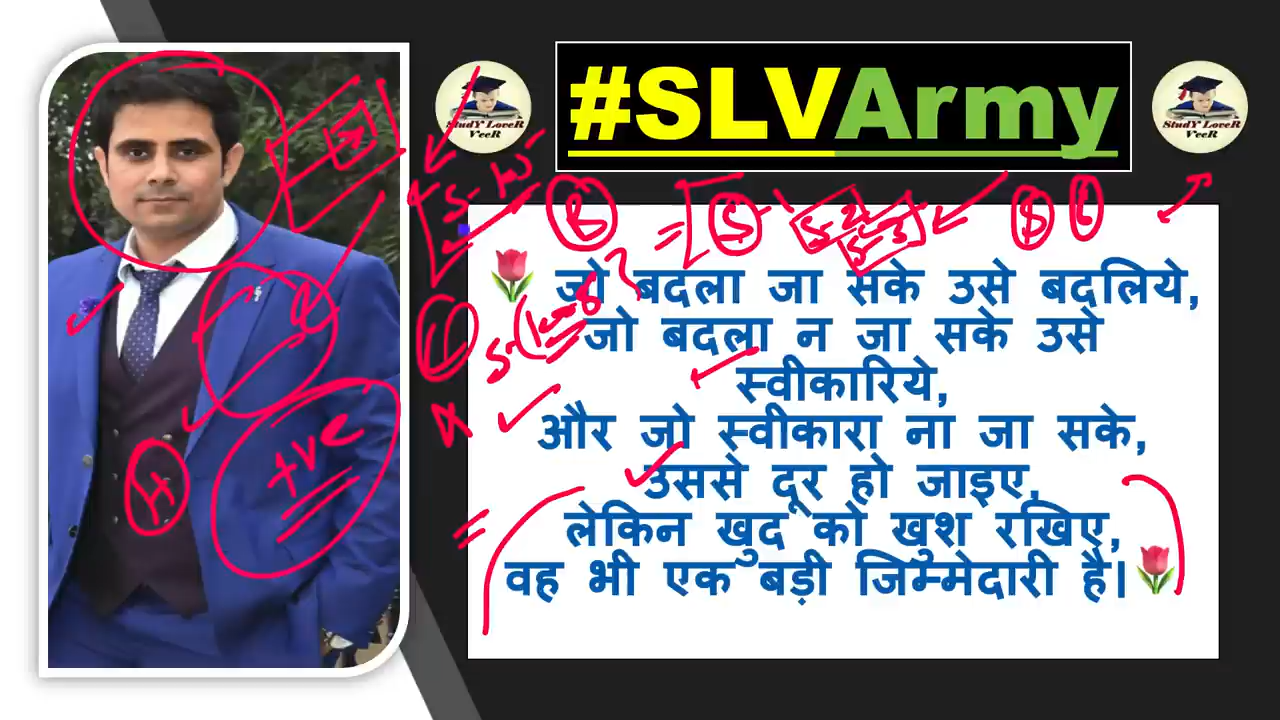 #SLVArmy
StudY LoveR
VeeR
StudY LoveR
VeeR
जो बदला जा सके उसे बदलिये,
जो बदला न जा सके उसे
स्वीकारिये,
और जो स्वीकारा ना जा सके,
उससे दूर हो जाइए,
लेकिन खुद को खुश रखिए,
वह भी एक बड़ी जिम्मेदारी है।
+ve
H
B
S